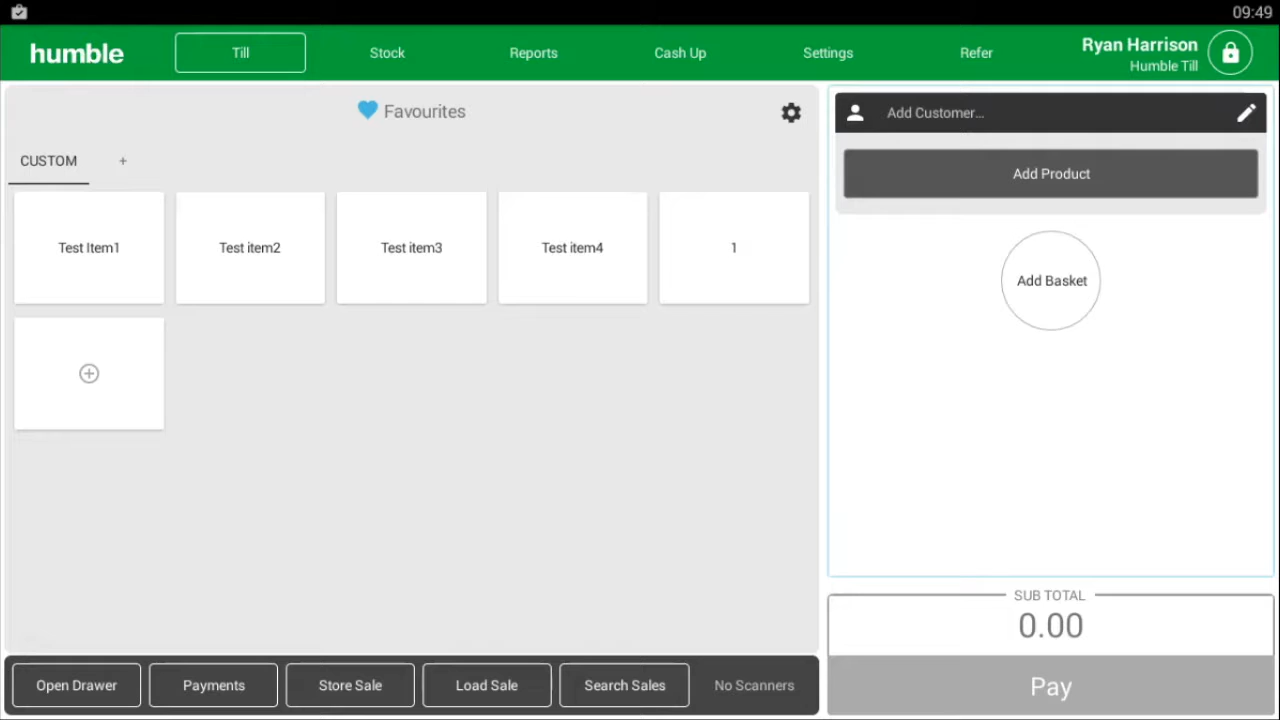 09:49
humble
Till
Stock
Reports
Cash Up
Settings
Refer
Ryan Harrison
Humble Till
Favourites
Add Customer...
CUSTOM
+
Add Product
Test Item1
Test item2
Test item3
Test item4
1
Add Basket
SUB TOTAL
0.00
Open Drawer
Payments
Store Sale
Load Sale
Search Sales
No Scanners
Pay